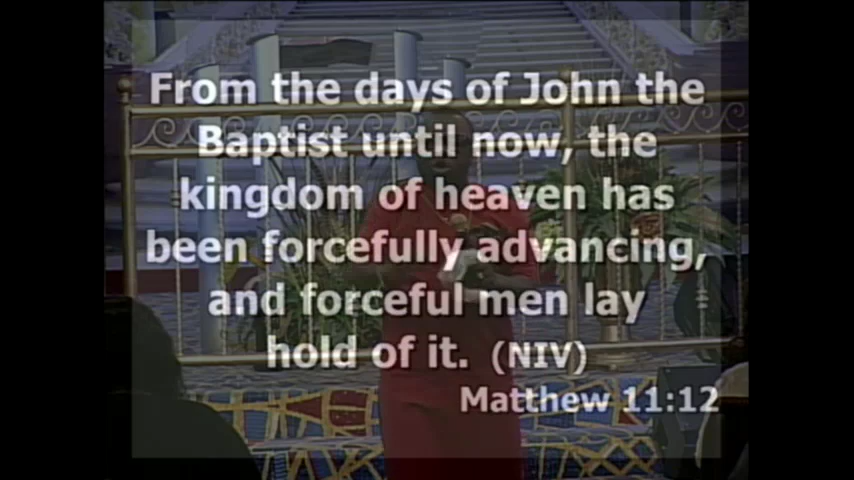 From the days of John the
Baptist until now, the
kingdom of heaven has
been forcefully advancing,
and forceful men lay
hold of it. (NIV)
Matthew 11:12